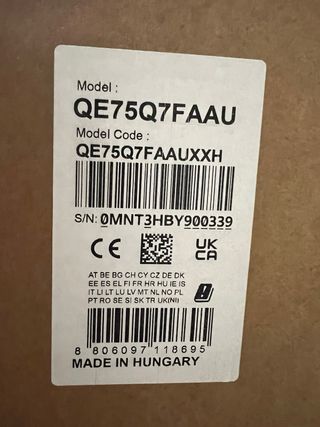 Model :
QE75Q7FAAU
Model Code :
QE75Q7FAAUXXH
S/N: 0MNT3HBY900339
CE
UK
CA
AT BE BG CH CY CZ DE DK
EE ES EL FI FR HR HU IE IS
IT LI LT LU LV MT NL NO PL
PT RO SE SI SK TR UK(NI)
8 806097 118695
MADE IN HUNGARY